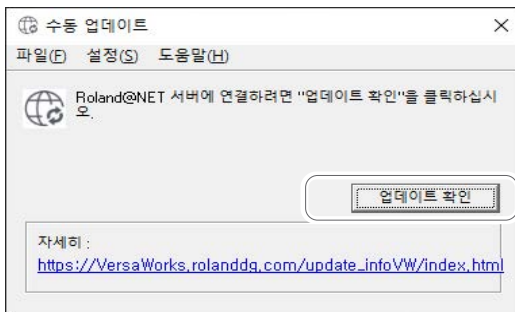 수동 업데이트
파일(F) 설정(S) 도움말(H)
Roland@NET 서버에 연결하려면 "업데이트 확인"을 클릭하십시
오.
업데이트 확인
자세히 :
https://VersaWorks.rolanddg.com/update_infoVW/index.html